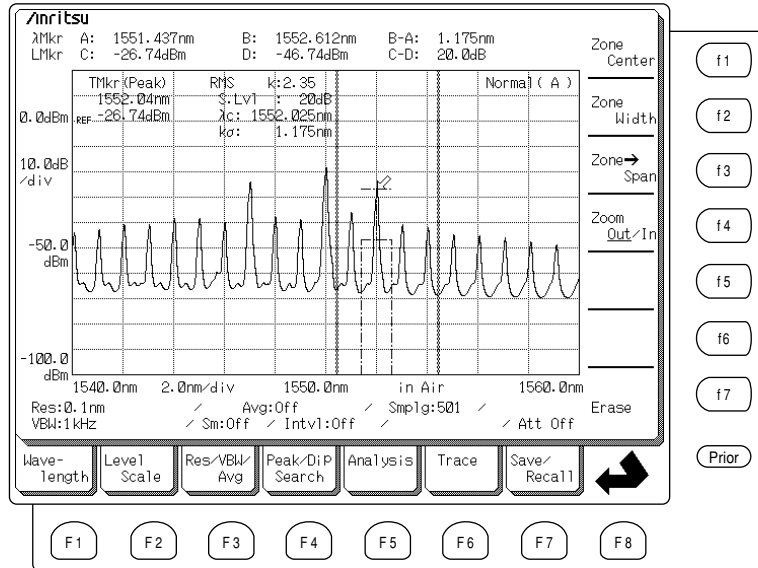 Anritsu
λMkr A: 1551.437nm B: 1552.612nm B-A: 1.175nm
LMkr C: -26.74dBm D: -46.74dBm C-D: 20.0dB
TMkr(Peak) RMS k:2.35 Normal( A )
1552.04nm S.Lvl : 20dB
0.0dBm REF -26.74dBm λc: 1552.025nm
kσ: 1.175nm
10.0dB
/div
-50.0
dBm
-100.0
dBm
1540.0nm 2.0nm/div 1550.0nm in Air 1560.0nm
Res:0.1nm / Avg:Off / Smplg:501 /
VBW:1kHz / Sm:Off / Intvl:Off / / Att Off
Zone
Center
Zone
Width
Zone→
Span
Zoom
Out/In
Erase
f1
f2
f3
f4
f5
f6
f7
Prior
Wave-
length
Level
Scale
Res/VBW/
Avg
Peak/Dip
Search
Analysis
Trace
Save/
Recall
F1
F2
F3
F4
F5
F6
F7
F8